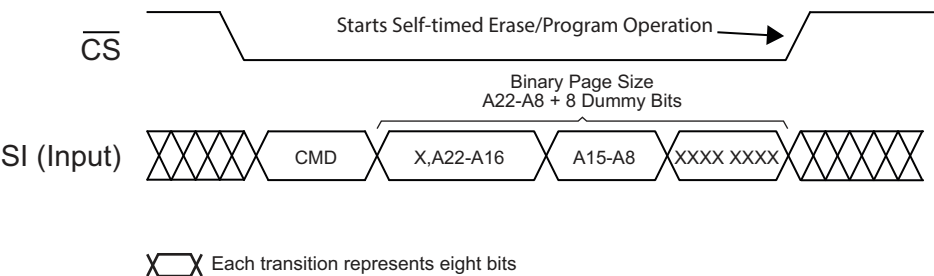 Starts Self-timed Erase/Program Operation
C̅S̅
Binary Page Size
A22-A8 + 8 Dummy Bits
SI (Input)
CMD
X,A22-A16
A15-A8
XXXX XXXX
Each transition represents eight bits